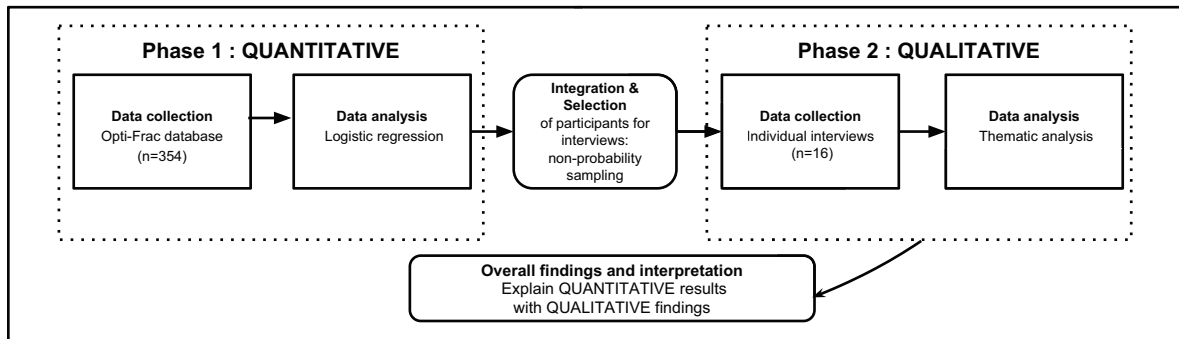 Phase 1 : QUANTITATIVE
Data collection
Opti-Frac database
(n=354)
Data analysis
Logistic regression
Integration &
Selection
of participants for
interviews:
non-probability
sampling
Phase 2 : QUALITATIVE
Data collection
Individual interviews
(n=16)
Data analysis
Thematic analysis
Overall findings and interpretation
Explain QUANTITATIVE results
with QUALITATIVE findings